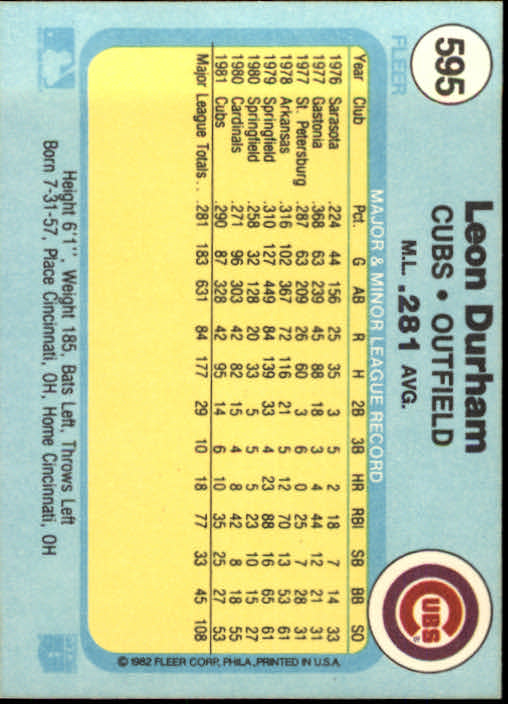 595
FLEER
Leon Durham
CUBS • OUTFIELD
M.L. .281 AVG.
CUBS
MAJOR & MINOR LEAGUE RECORD
Year Club Pct. G AB R H 2B 3B HR RBI SB BB SO
1976 Sarasota .224 44 156 25 35 3 5 2 18 7 14 33
1977 Gastonia .368 63 239 45 88 18 3 4 44 12 21 31
1977 St. Petersburg .287 63 209 26 60 3 6 0 25 7 28 31
1978 Arkansas .316 102 367 72 116 21 5 12 70 13 53 61
1979 Springfield .310 127 449 84 139 33 4 23 88 16 65 61
1980 Springfield .258 32 128 20 33 5 5 5 23 10 15 27
1980 Cardinals .271 96 303 42 82 15 4 8 42 8 18 55
1981 Cubs .290 87 328 42 95 14 6 10 35 25 27 53
Major League Totals . . .281 183 631 84 177 29 10 18 77 33 45 108
© 1982 FLEER CORP., PHILA., PRINTED IN U.S.A.
Height 6'1", Weight 185, Bats Left, Throws Left
Born 7-31-57, Place Cincinnati, OH, Home Cincinnati, OH